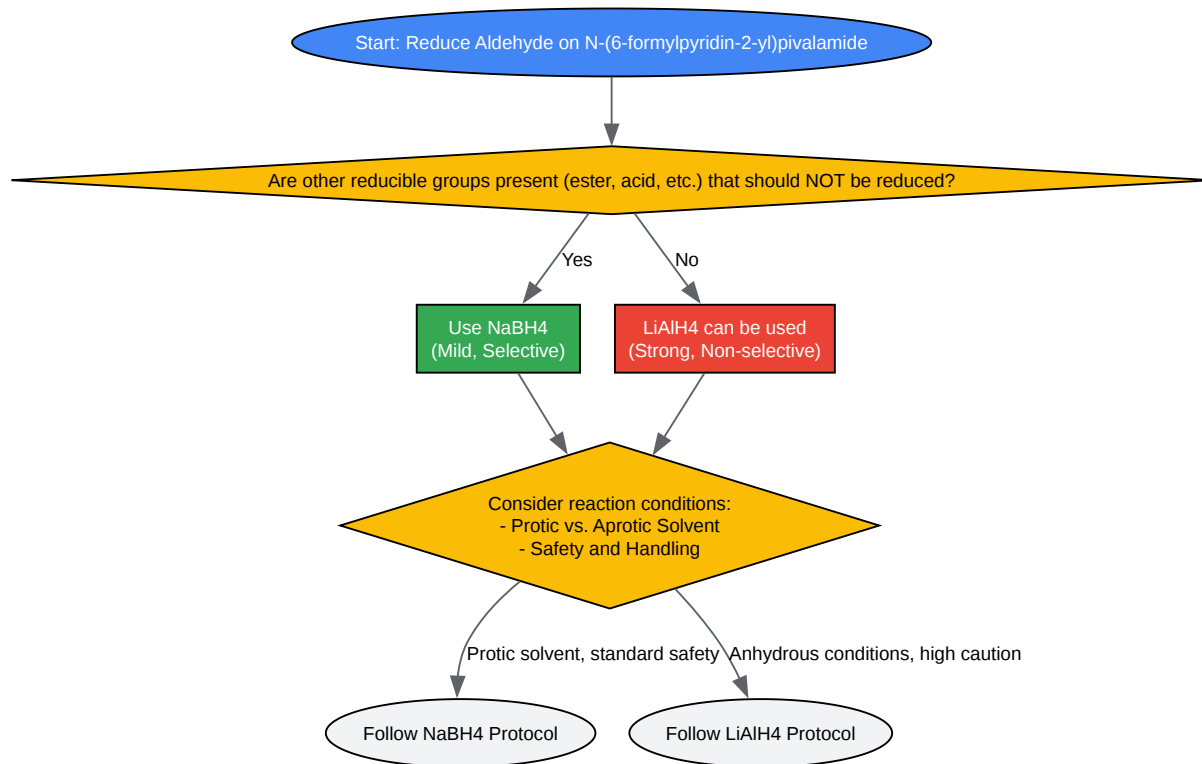 Start: Reduce Aldehyde on N-(6-formylpyridin-2-yl)pivalamide
Are other reducible groups present (ester, acid, etc.) that should NOT be reduced?
Yes
No
Use NaBH4
(Mild, Selective)
LiAlH4 can be used
(Strong, Non-selective)
Consider reaction conditions:
- Protic vs. Aprotic Solvent
- Safety and Handling
Protic solvent, standard safety
Anhydrous conditions, high caution
Follow NaBH4 Protocol
Follow LiAlH4 Protocol